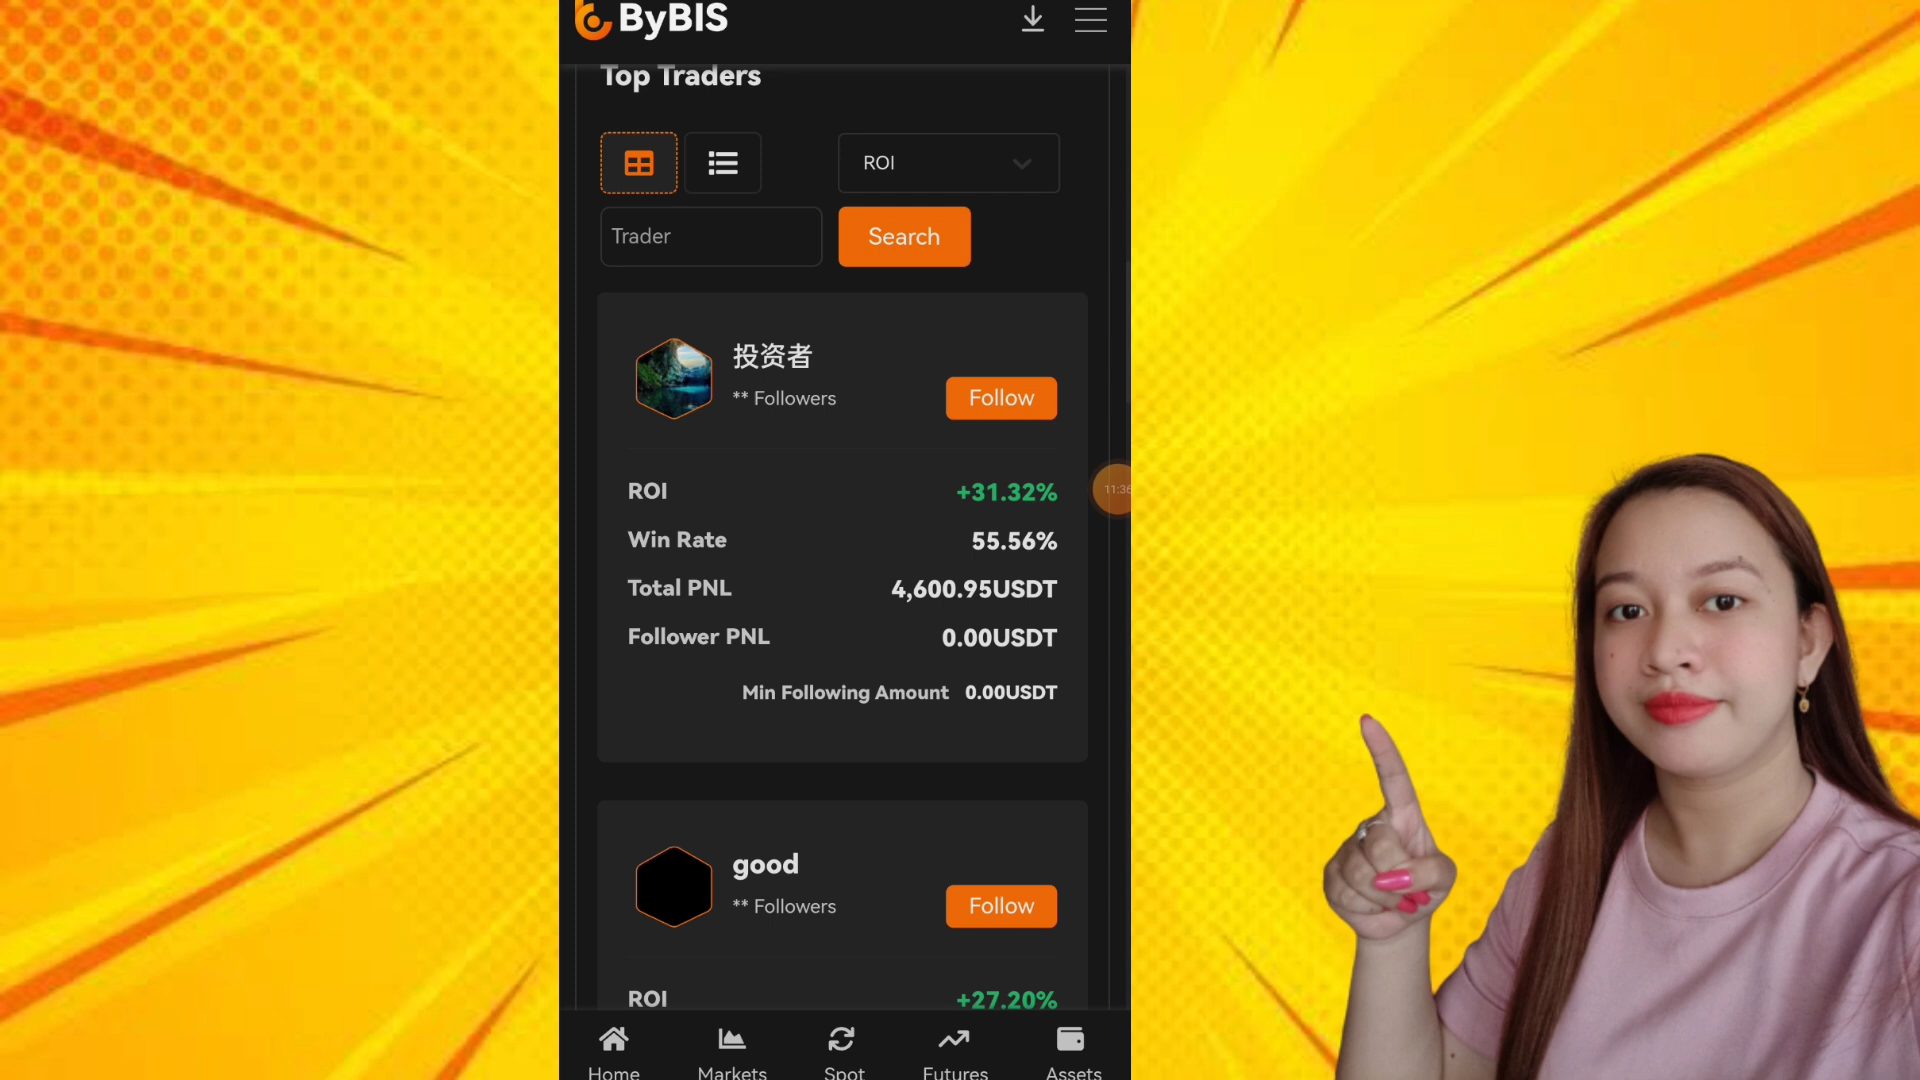 ByBIS
Top Traders
ROI
Trader
Search
投资者
** Followers
Follow
ROI
+31.32%
11:36
Win Rate
55.56%
Total PNL
4,600.95USDT
Follower PNL
0.00USDT
Min Following Amount 0.00USDT
good
** Followers
Follow
ROI
+27.20%
Home
Markets
Spot
Futures
Assets